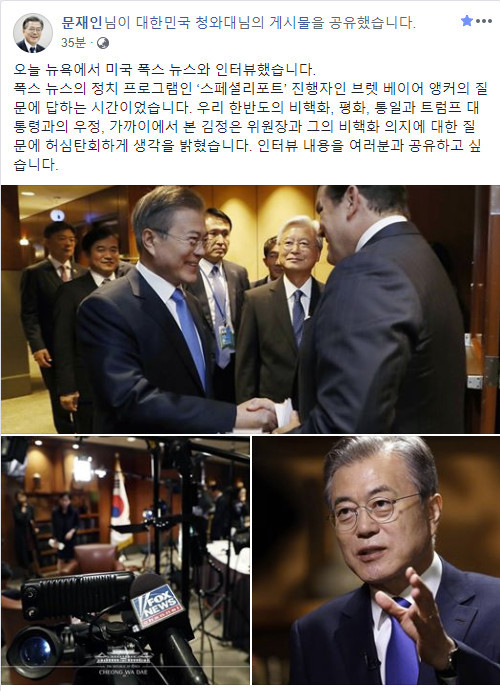 문재인님이 대한민국 청와대님의 게시물을 공유했습니다.
35분
오늘 뉴욕에서 미국 폭스 뉴스와 인터뷰했습니다.
폭스 뉴스의 정치 프로그램인 ‘스페셜리포트’ 진행자인 브렛 베이어 앵커의 질
문에 답하는 시간이었습니다. 우리 한반도의 비핵화, 평화, 통일과 트럼프 대
통령과의 우정, 가까이에서 본 김정은 위원장과 그의 비핵화 의지에 대한 질
문에 허심탄회하게 생각을 밝혔습니다. 인터뷰 내용을 여러분과 공유하고 싶
습니다.
FOX
NEWS
channel
CHEONG WA DAE